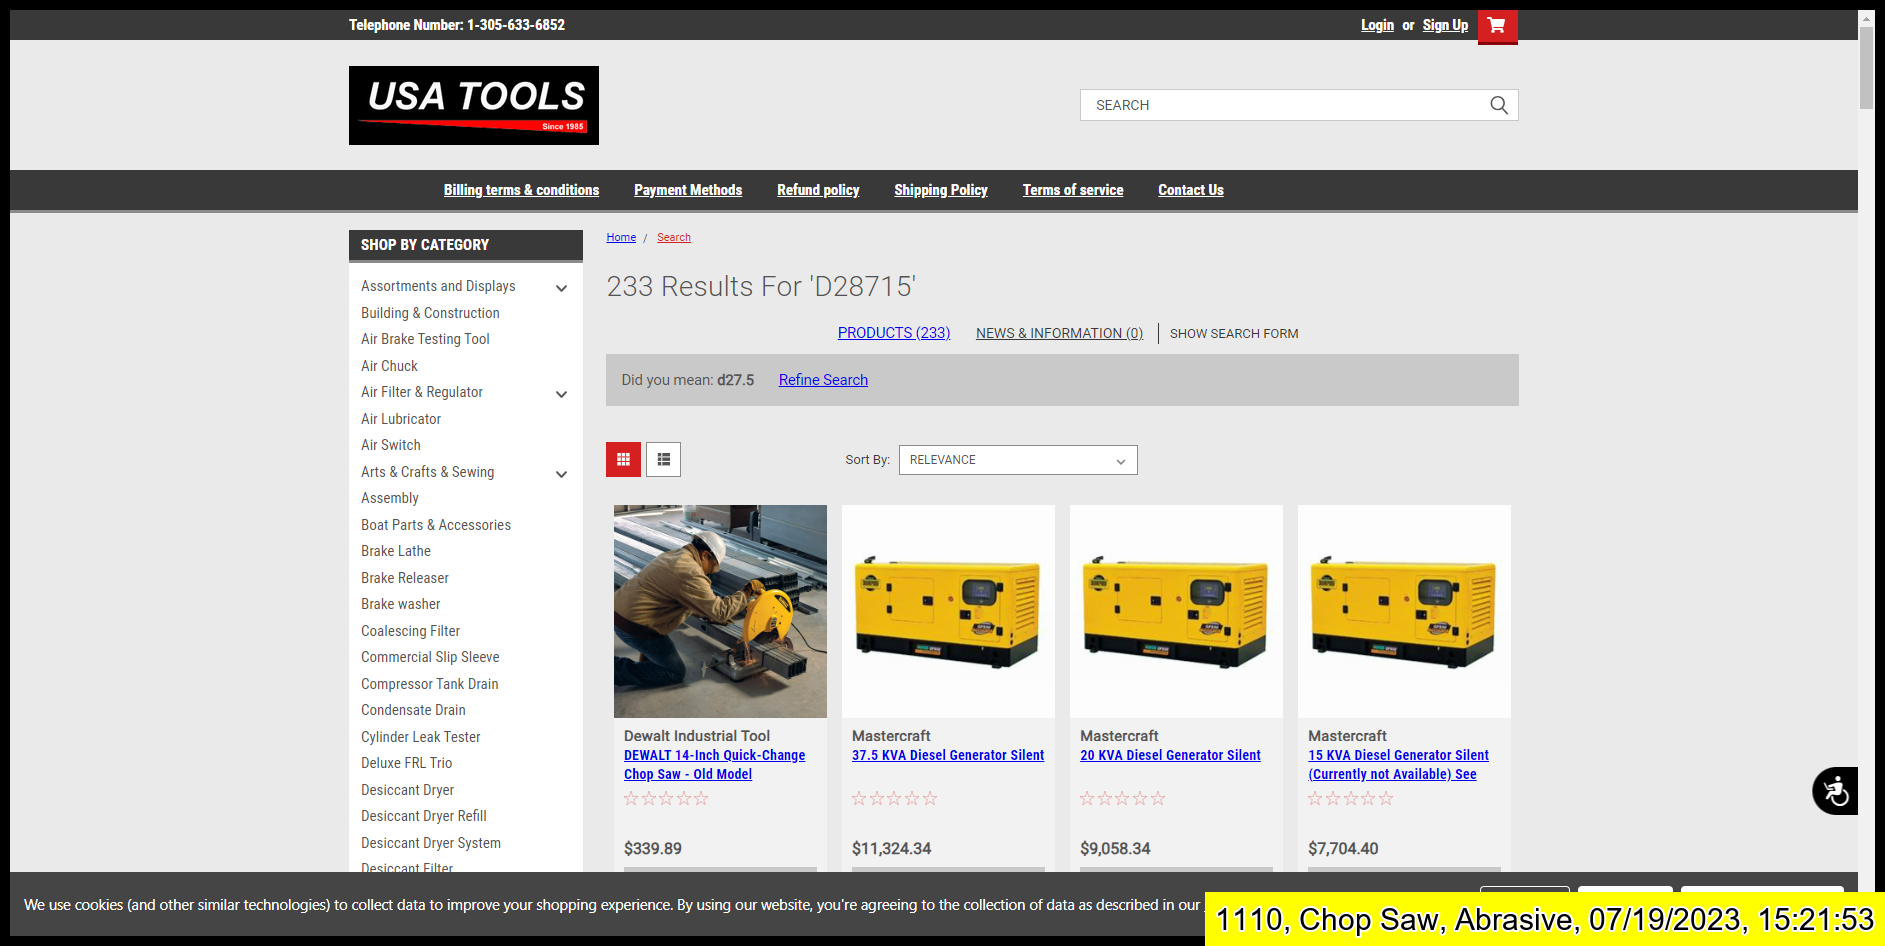 Telephone Number: 1-305-633-6852
Login or Sign Up
USA TOOLS
Since 1985
SEARCH
Billing terms & conditions
Payment Methods
Refund policy
Shipping Policy
Terms of service
Contact Us
SHOP BY CATEGORY
Assortments and Displays
Building & Construction
Air Brake Testing Tool
Air Chuck
Air Filter & Regulator
Air Lubricator
Air Switch
Arts & Crafts & Sewing
Assembly
Boat Parts & Accessories
Brake Lathe
Brake Releaser
Brake washer
Coalescing Filter
Commercial Slip Sleeve
Compressor Tank Drain
Condensate Drain
Cylinder Leak Tester
Deluxe FRL Trio
Desiccant Dryer
Desiccant Dryer Refill
Desiccant Dryer System
Desiccant Filter
Home / Search
233 Results For 'D28715'
PRODUCTS (233)
NEWS & INFORMATION (0)
SHOW SEARCH FORM
Did you mean: d27.5 Refine Search
Sort By: RELEVANCE
Dewalt Industrial Tool
DEWALT 14-Inch Quick-Change
Chop Saw - Old Model
$339.89
Mastercraft
37.5 KVA Diesel Generator Silent
$11,324.34
Mastercraft
20 KVA Diesel Generator Silent
$9,058.34
Mastercraft
15 KVA Diesel Generator Silent
(Currently not Available) See
$7,704.40
We use cookies (and other similar technologies) to collect data to improve your shopping experience. By using our website, you're agreeing to the collection of data as described in our
1110, Chop Saw, Abrasive, 07/19/2023, 15:21:53